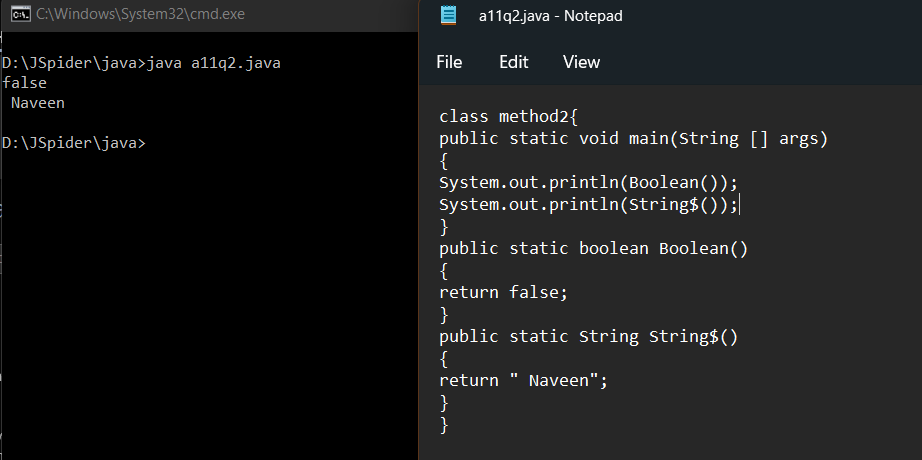 C:\Windows\System32\cmd.exe
D:\JSpider\java>java a11q2.java
false
 Naveen
D:\JSpider\java>
a11q2.java - Notepad
File Edit View
class method2{
public static void main(String [] args)
{
System.out.println(Boolean());
System.out.println(String$());
}
public static boolean Boolean()
{
return false;
}
public static String String$()
{
return " Naveen";
}
}